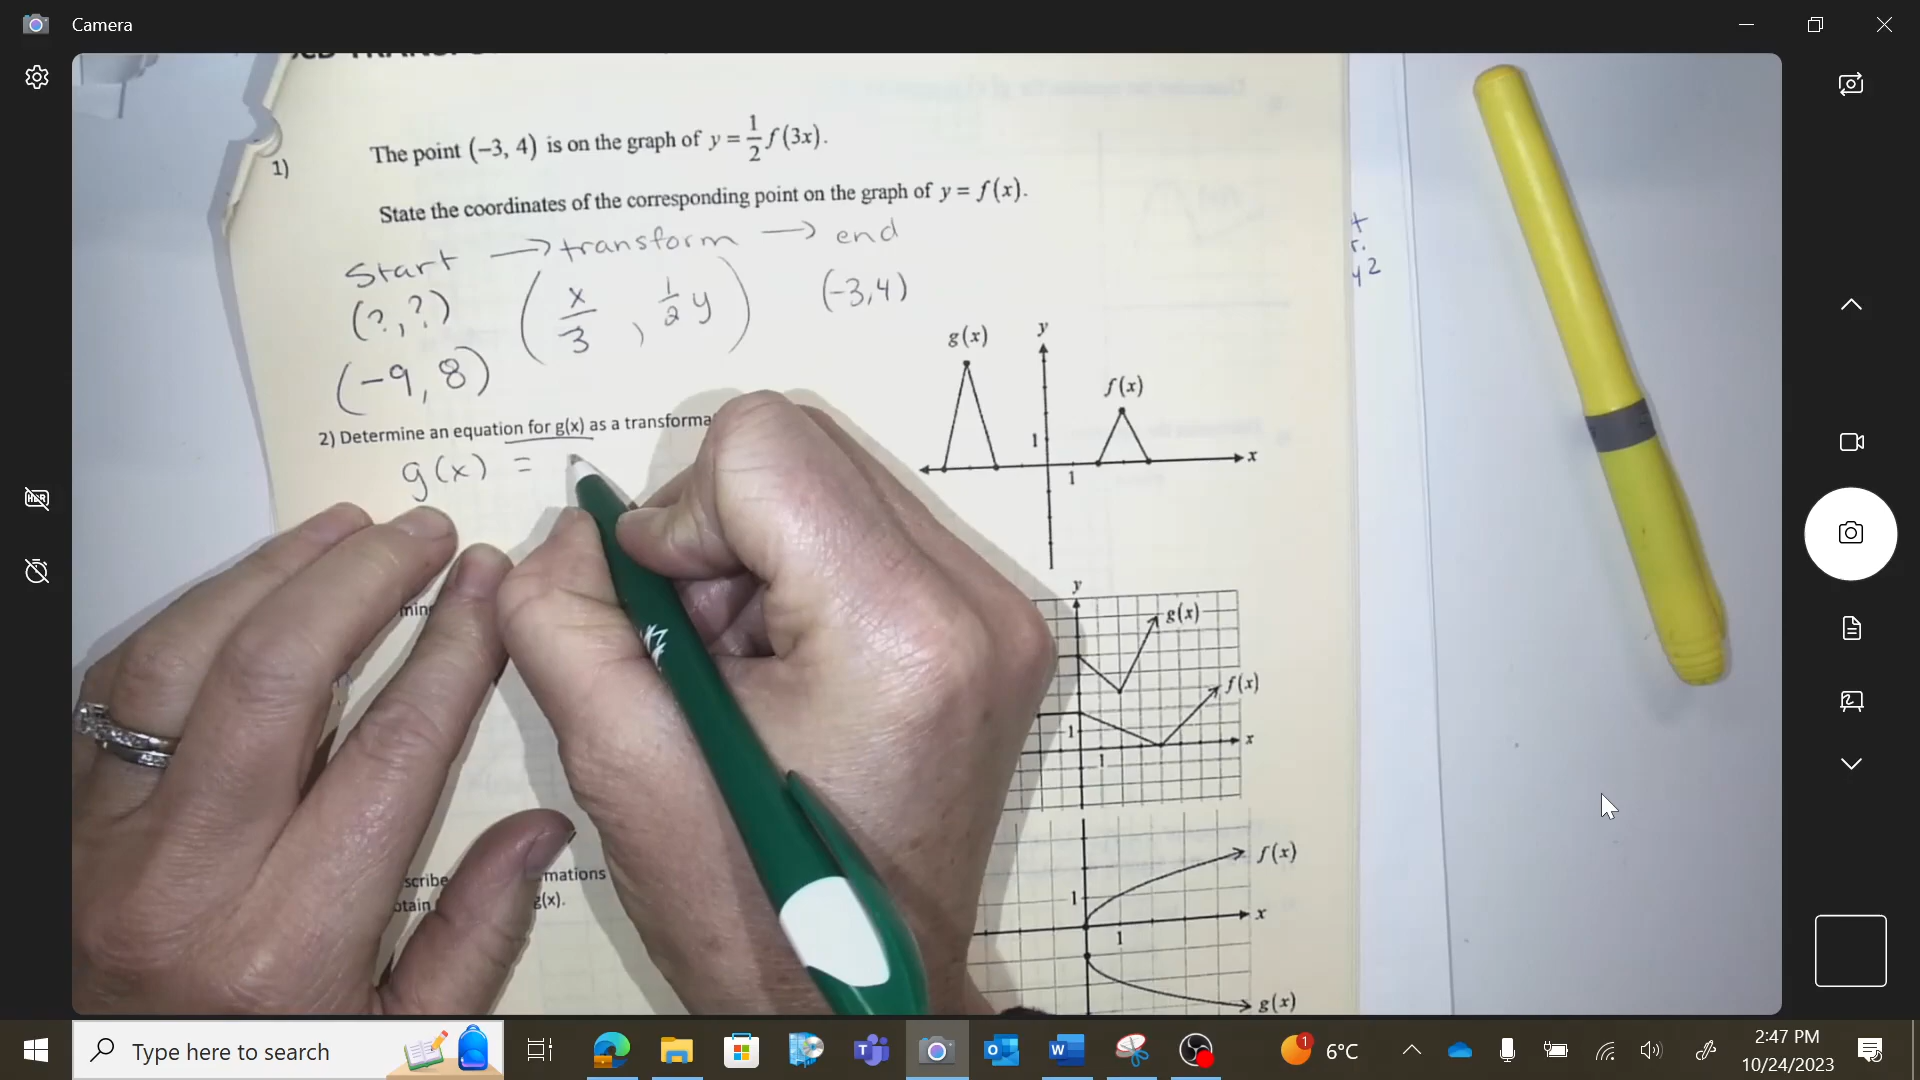 Camera
The point (−3, 4) is on the graph of y = 1/2 f(3x).
1)
State the coordinates of the corresponding point on the graph of y = f(x).
Start → transform → end
(?, ?) (x/3, 1/2 y) (-3,4)
(-9, 8)
g(x) y
f(x)
1
x
1
2) Determine an equation for g(x) as a
g(x) =
y
g(x)
f(x)
1
x
1
f(x)
1
x
1
g(x).
g(x)
Type here to search
6°C
2:47 PM
10/24/2023